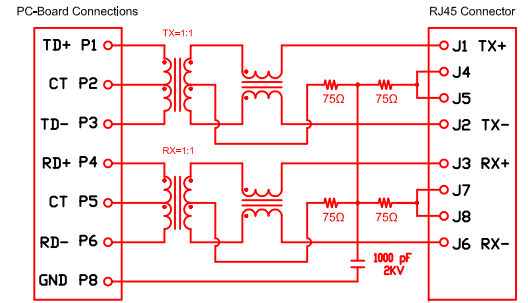 PC-Board Connections
RJ45 Connector
TD+ P1
TX=1:1
J1 TX+
J4
CT P2
75Ω
75Ω
J5
TD- P3
J2 TX-
RD+ P4
RX=1:1
J3 RX+
J7
CT P5
75Ω
75Ω
J8
RD- P6
J6 RX-
1000 pF
2KV
GND P8